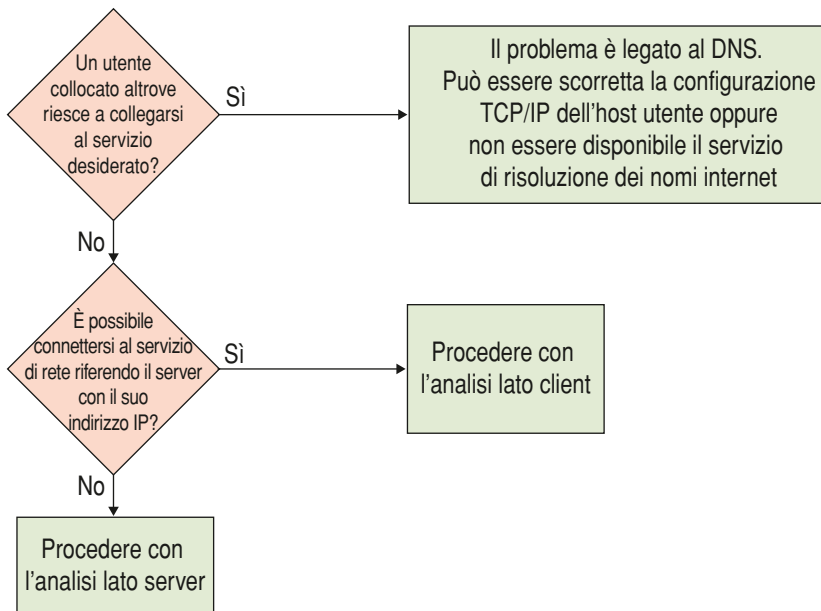 Un utente
collocato altrove
riesce a collegarsi
al servizio
desiderato?
Sì
Il problema è legato al DNS.
Può essere scorretta la configurazione
TCP/IP dell'host utente oppure
non essere disponibile il servizio
di risoluzione dei nomi internet
No
È possibile
connettersi al servizio
di rete riferendo il server
con il suo
indirizzo IP?
Sì
Procedere con
l'analisi lato client
No
Procedere con
l'analisi lato server